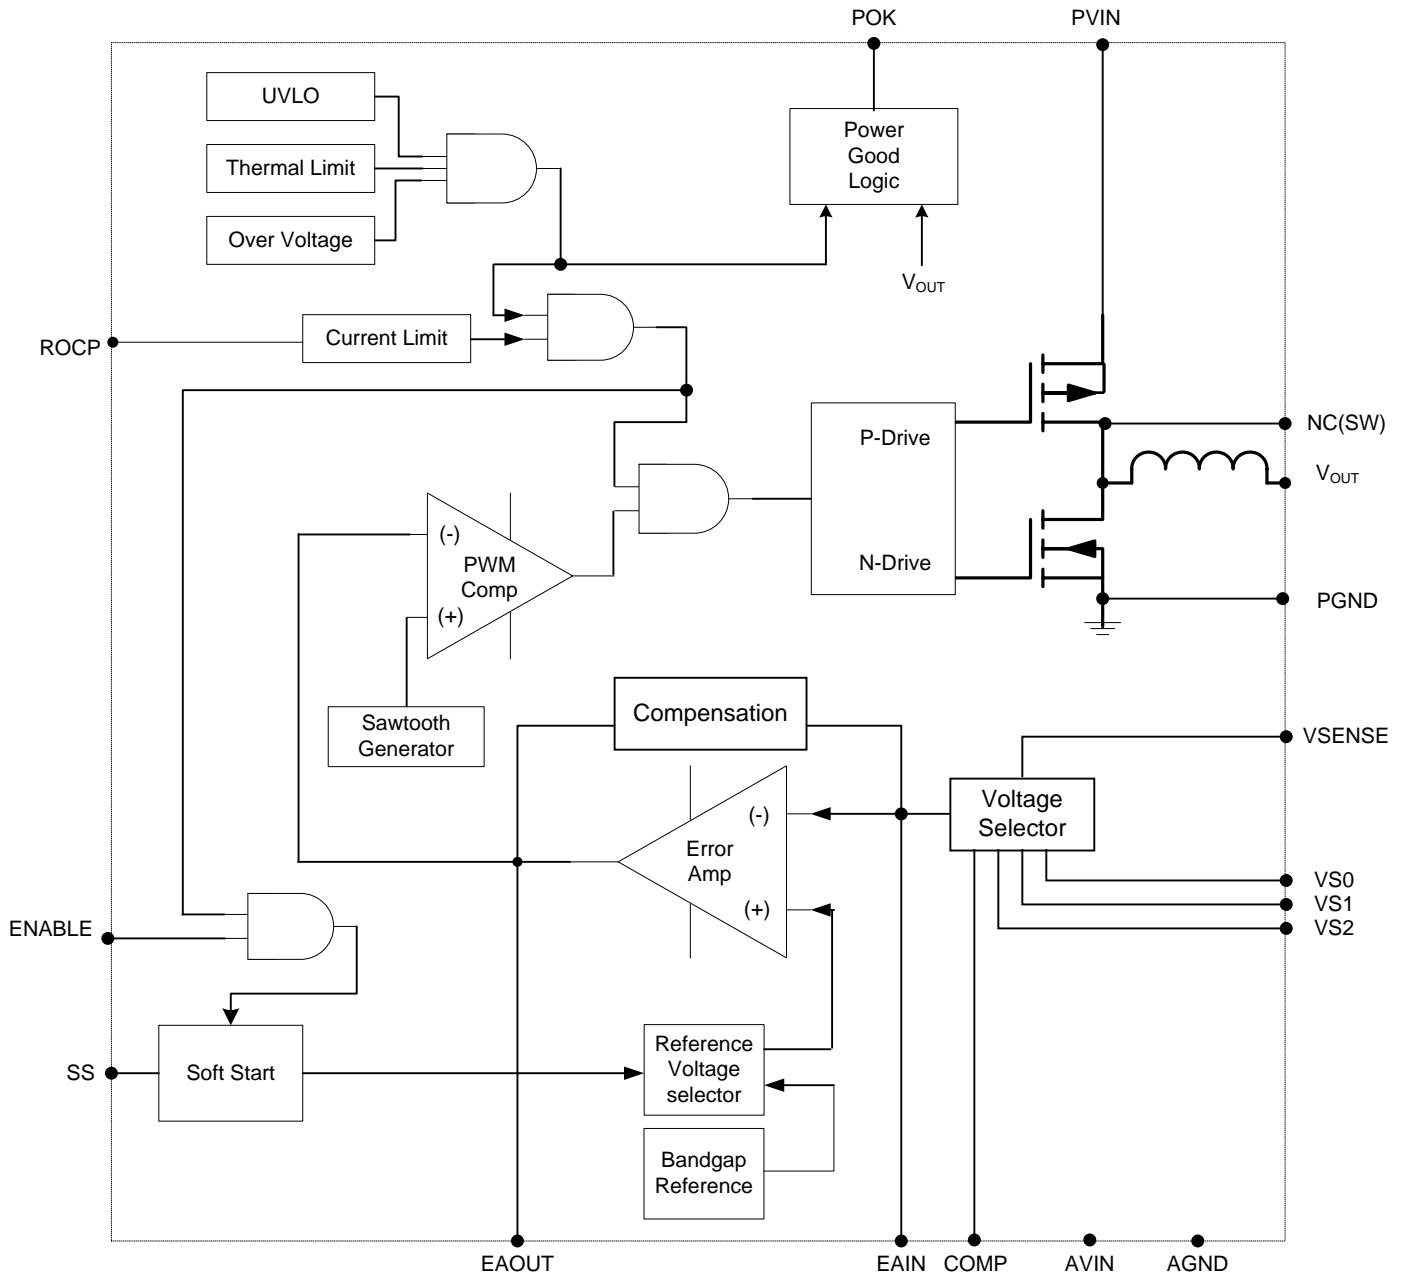 POK
PVIN
UVLO
Thermal Limit
Over Voltage
Power
Good
Logic
VOUT
ROCP
Current Limit
P-Drive
N-Drive
NC(SW)
VOUT
PGND
(-)
PWM
Comp
(+)
Sawtooth
Generator
Compensation
VSENSE
Voltage
Selector
(-)
Error
Amp
(+)
VS0
VS1
VS2
ENABLE
SS
Soft Start
Reference
Voltage
selector
Bandgap
Reference
EAOUT
EAIN
COMP
AVIN
AGND